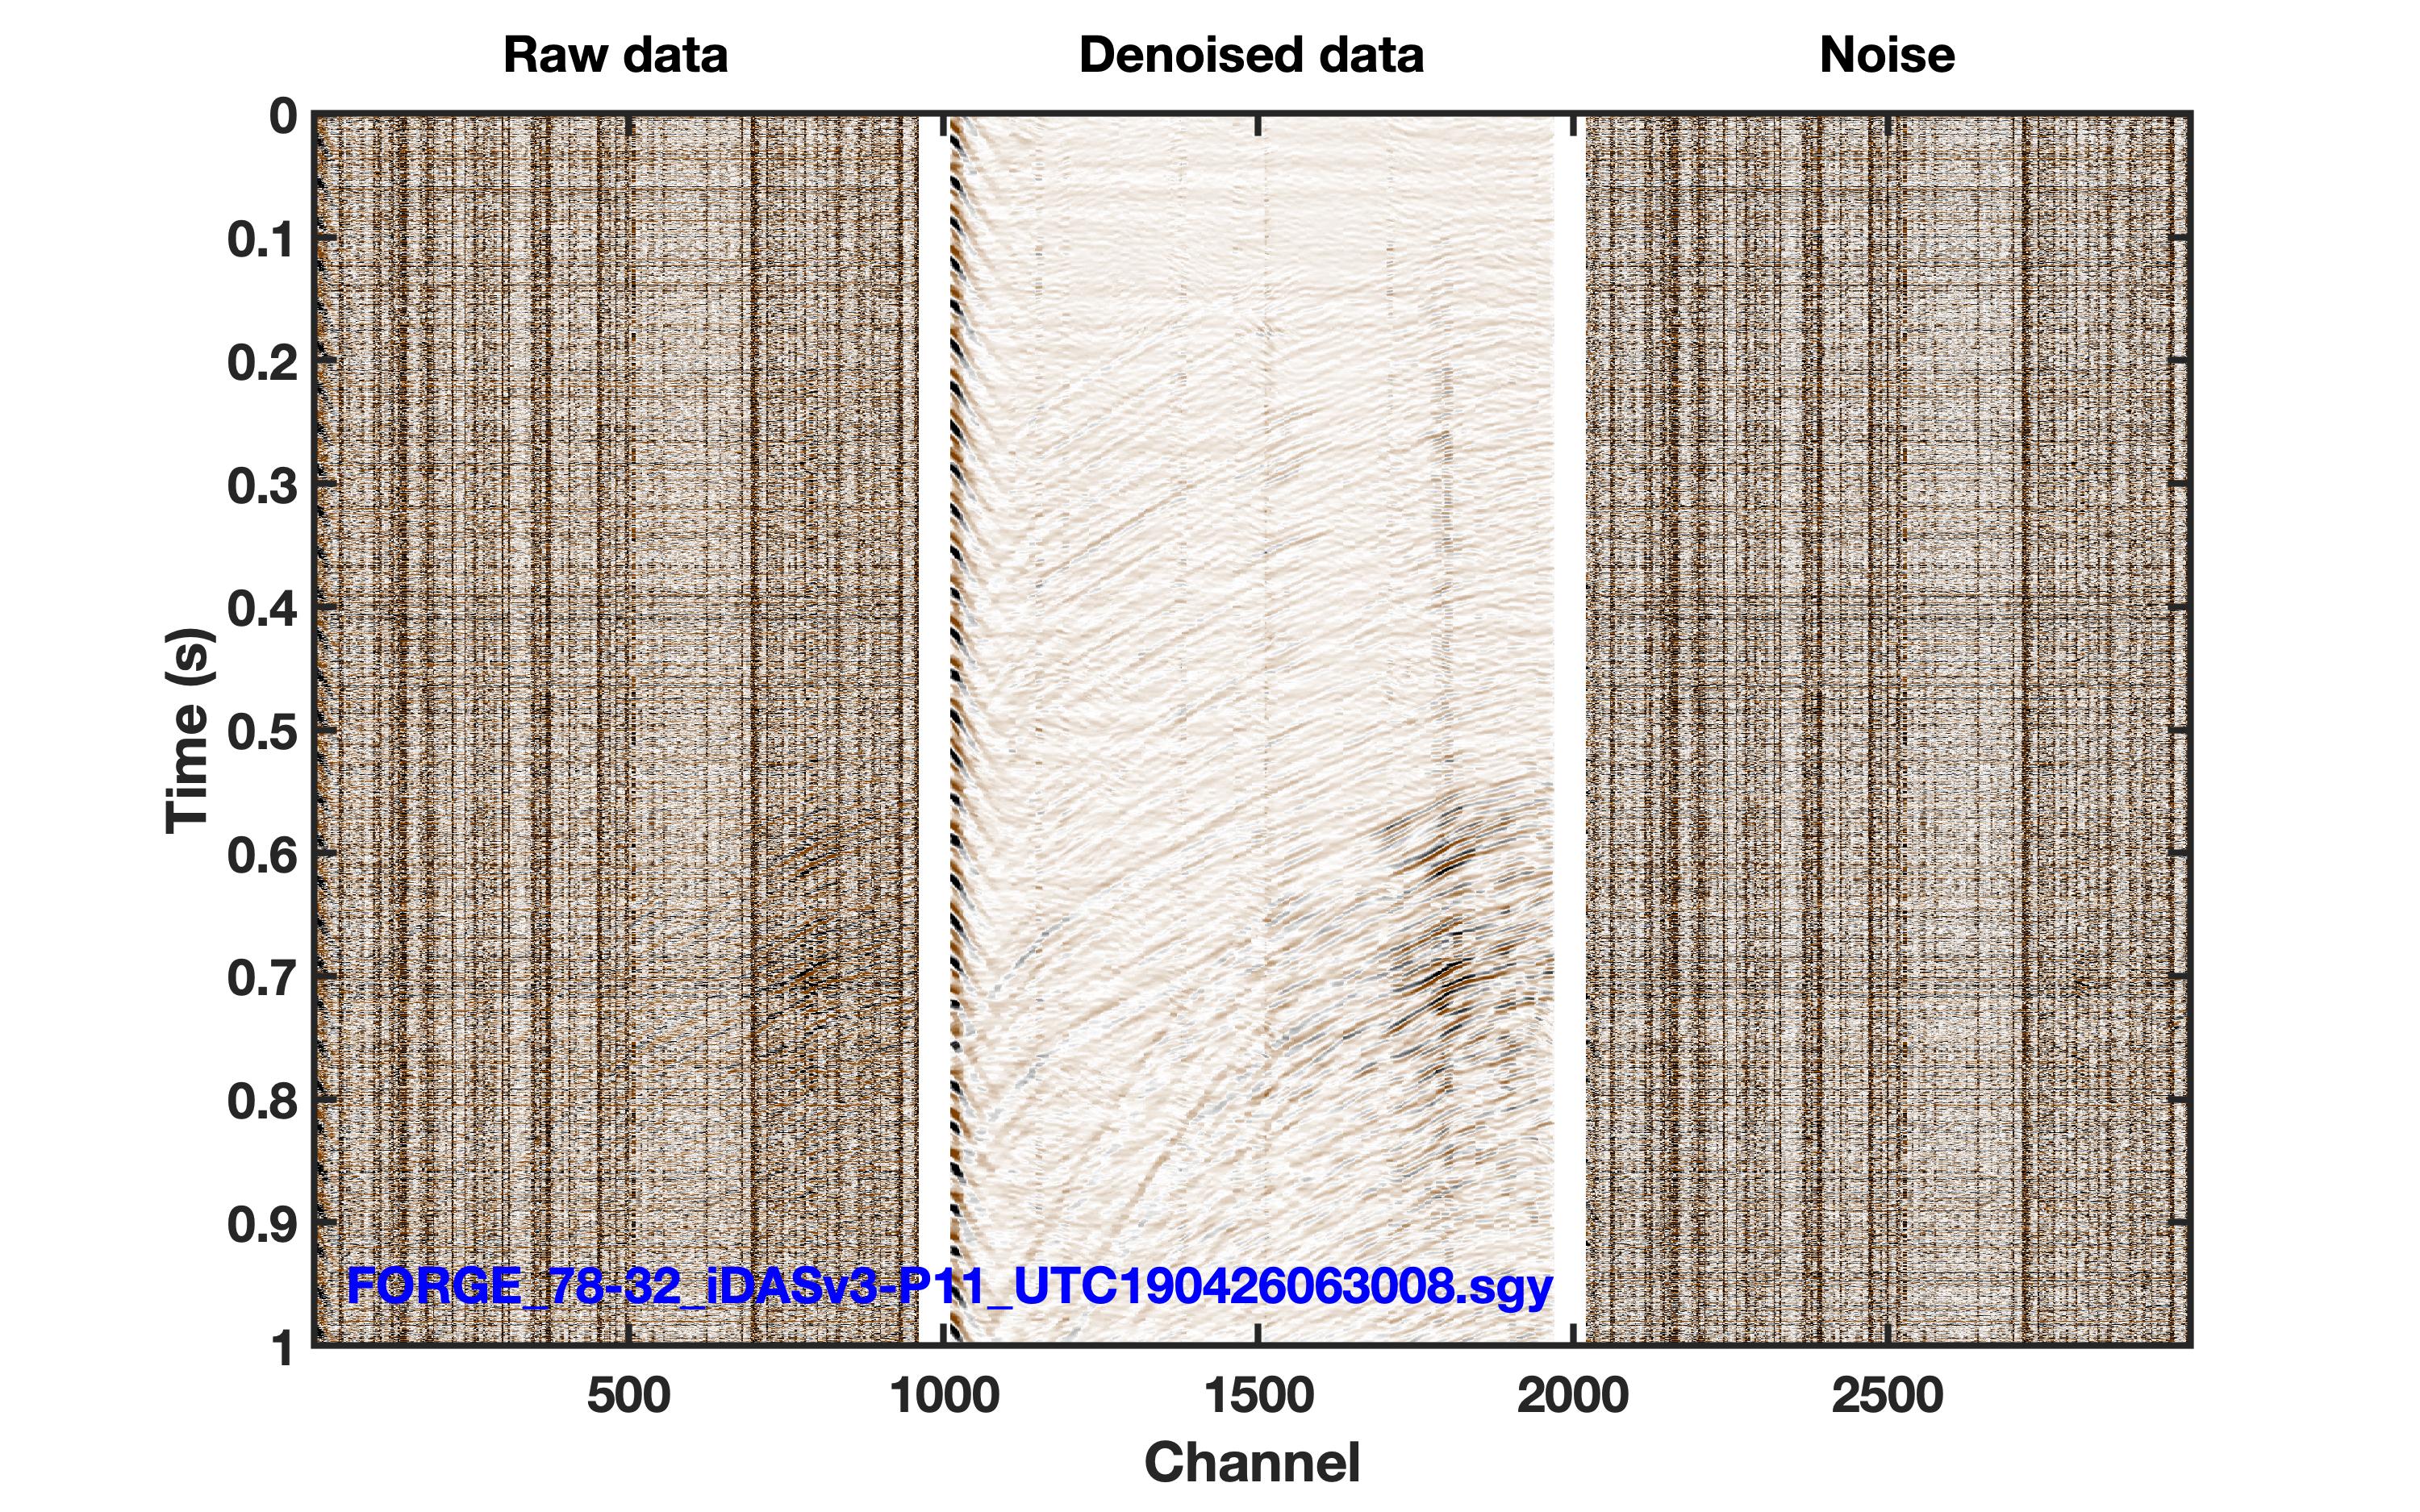 Raw data
Denoised data
Noise
0
0.1
0.2
0.3
0.4
0.5
0.6
0.7
0.8
0.9
1
Time (s)
FORGE_78-32_iDASv3-P11_UTC190426063008.sgy
500
1000
1500
2000
2500
Channel